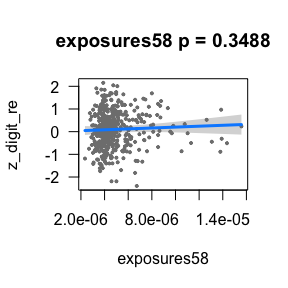 exposures58 p = 0.3488
z_digit_re
2
1
0
-1
-2
2.0e-06 8.0e-06 1.4e-05
exposures58